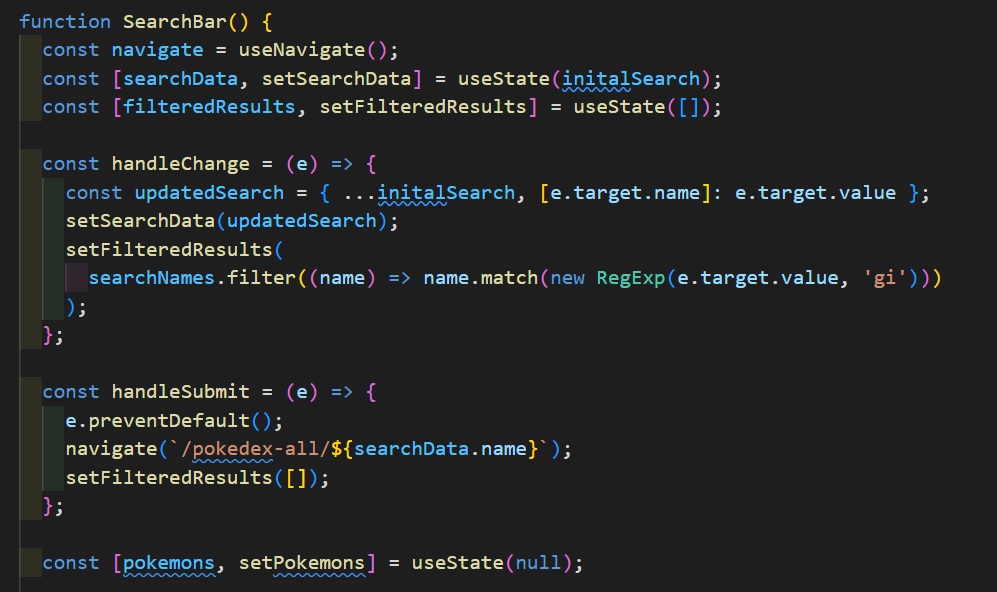 function SearchBar() {
const navigate = useNavigate();
const [searchData, setSearchData] = useState(initalSearch);
const [filteredResults, setFilteredResults] = useState([]);
const handleChange = (e) => {
const updatedSearch = { ...initalSearch, [e.target.name]: e.target.value };
setSearchData(updatedSearch);
setFilteredResults(
searchNames.filter((name) => name.match(new RegExp(e.target.value, 'gi')))
);
};
const handleSubmit = (e) => {
e.preventDefault();
navigate(`/pokedex-all/${searchData.name}`);
setFilteredResults([]);
};
const [pokemons, setPokemons] = useState(null);